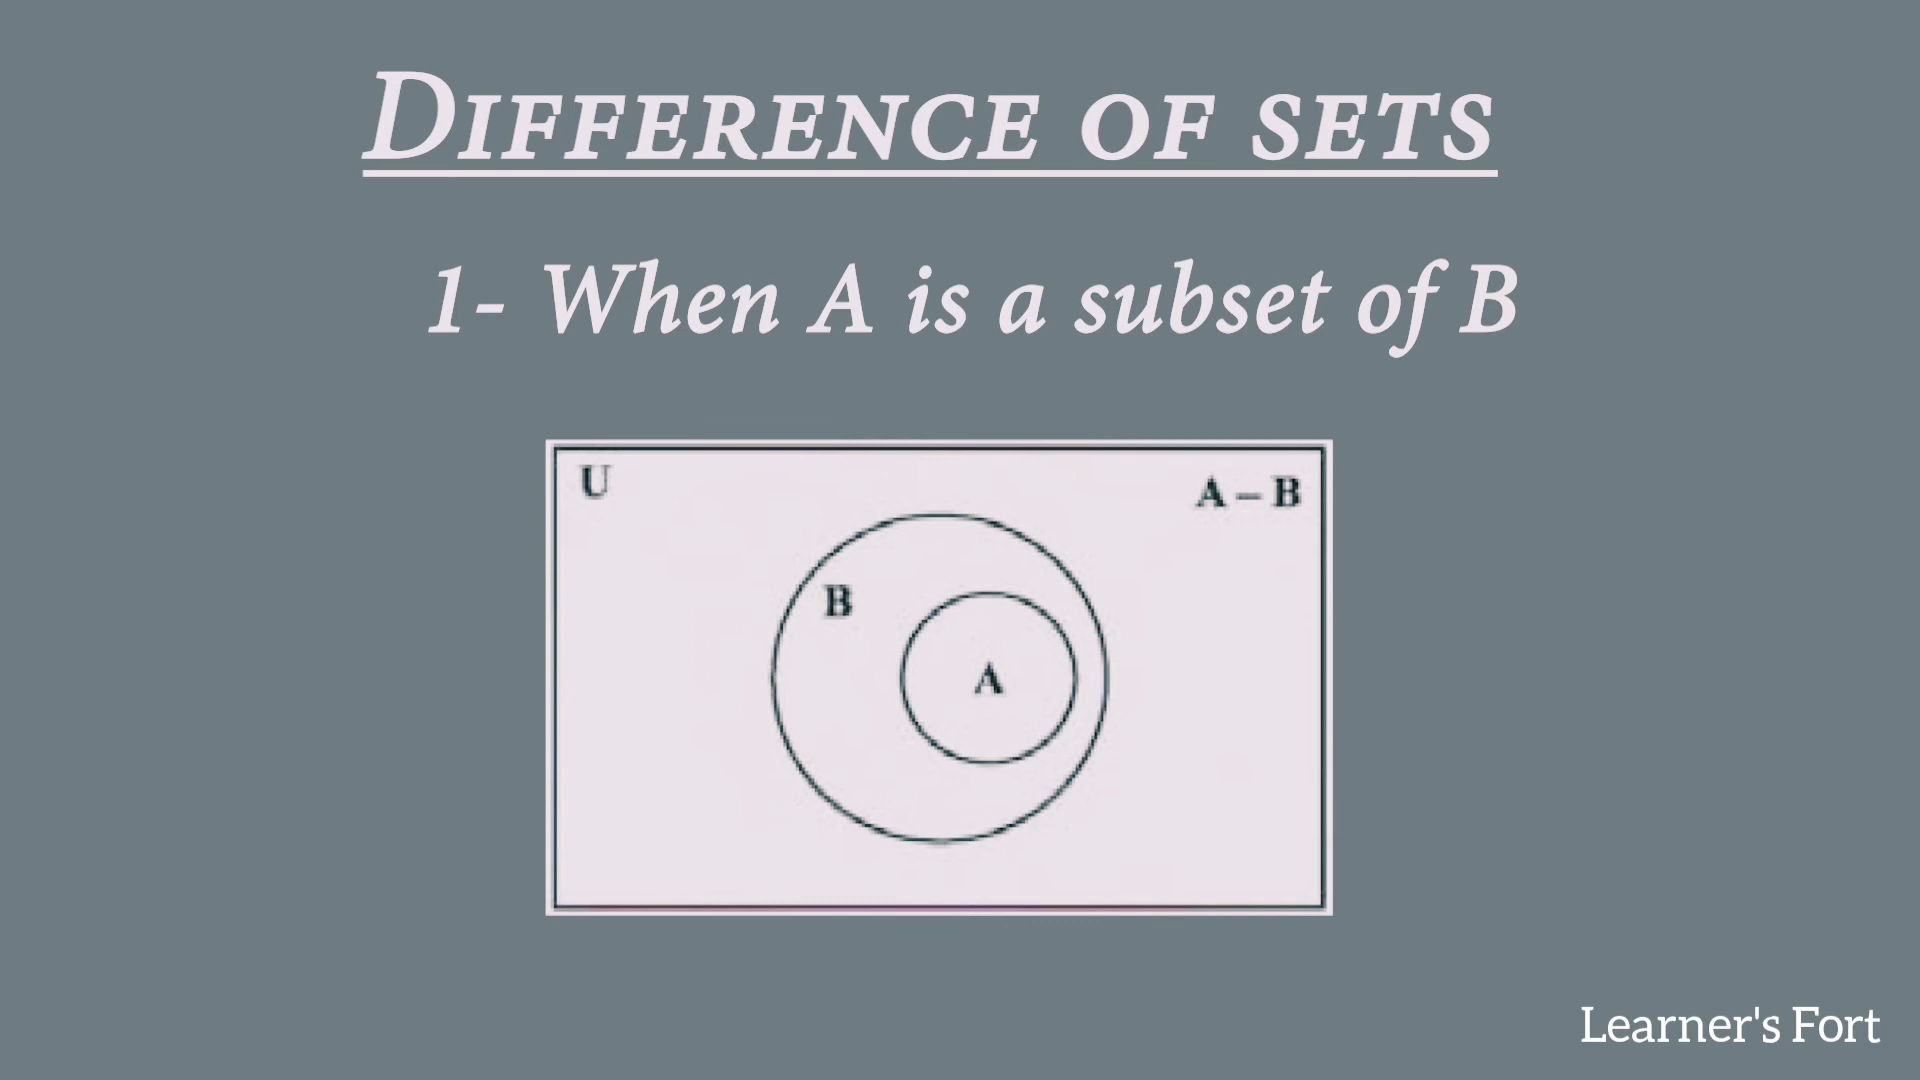 DIFFERENCE OF SETS
1- When A is a subset of B
U
A – B
B
A
Learner's Fort